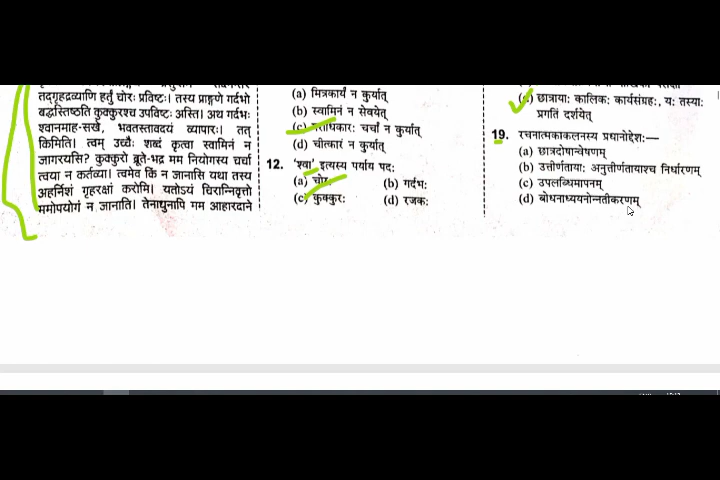 तद्गृहद्रव्याणि हर्तुं चोरः प्रविष्टः। तस्य प्राङ्गणे गर्दभो
बद्धस्तिष्ठति कुक्कुरश्च उपविष्टः अस्ति। अथ गर्दभः
श्वानमाह-सखे, भवतस्तावदयं व्यापारः। तत्
किमिति। त्वम् उच्चैः शब्दं कृत्वा स्वामिनं न
जागरयसि? कुक्कुरो ब्रूते-भद्र मम नियोगस्य चर्चा
त्वया न कर्तव्या। त्वमेव किं न जानासि यथा तस्य
अहर्निशं गृहरक्षां करोमि। यतोऽयं चिरान्निवृत्तो
ममोपयोगं न जानाति। तेनाधुनापि मम आहारदाने
(a) मित्रकार्यं न कुर्यात्
(b) स्वामिनं न सेवयेत्
(c) चर्चां न कुर्यात्
(d) चीत्कारं न कुर्यात्
12. 'श्वा' इत्यस्य पर्याय पदः
(a) चोरः (b) गर्दभः
(c) कुक्कुरः (d) रजकः
छात्रायाः कालिकः कार्यसंग्रहः, यः तस्याः
प्रगतिं दर्शयेत्
19. रचनात्मकाकलनस्य प्रधानोद्देशः—
(a) छात्रदोषान्वेषणम्
(b) उत्तीर्णतायाः अनुत्तीर्णतायाश्च निर्धारणम्
(c) उपलब्धिमापनम्
(d) बोधनाध्ययनोन्नतीकरणम्